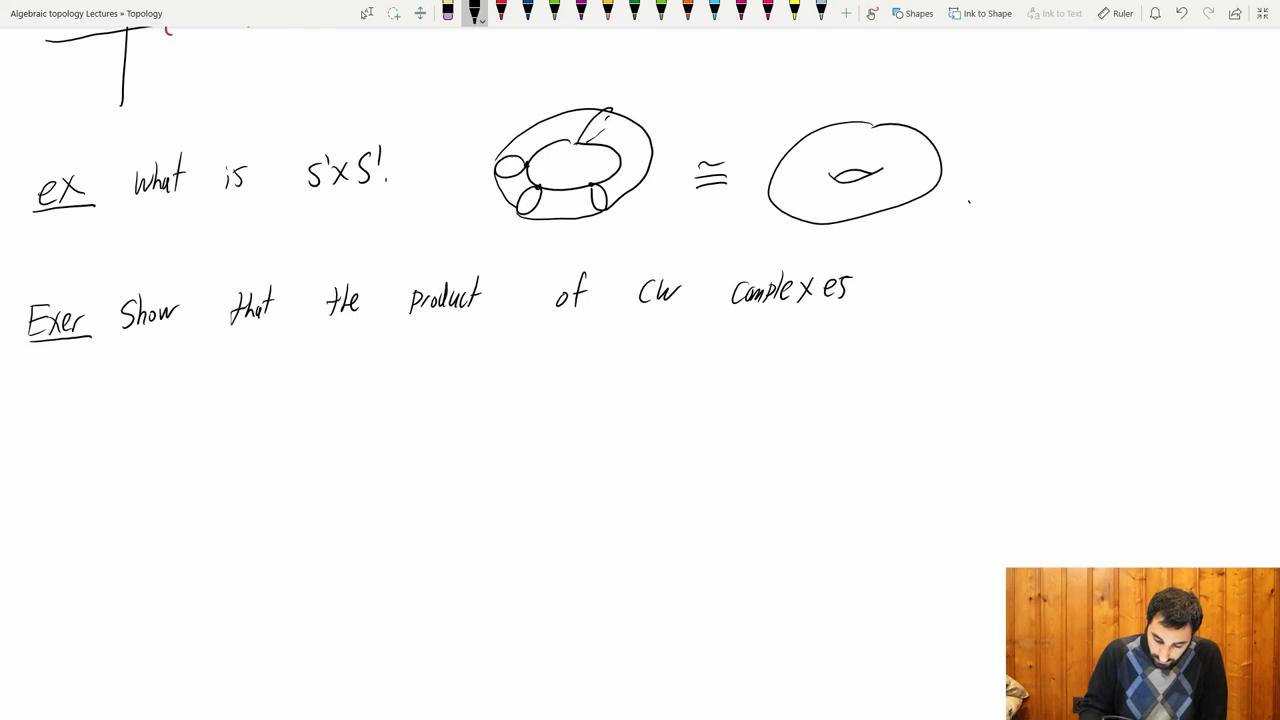 Algebraic topology Lectures » Topology
Shapes Ink to Shape Ink to Text Ruler
ex what is S¹×S¹. ≅ .
Exer Show that the product of CW complexes